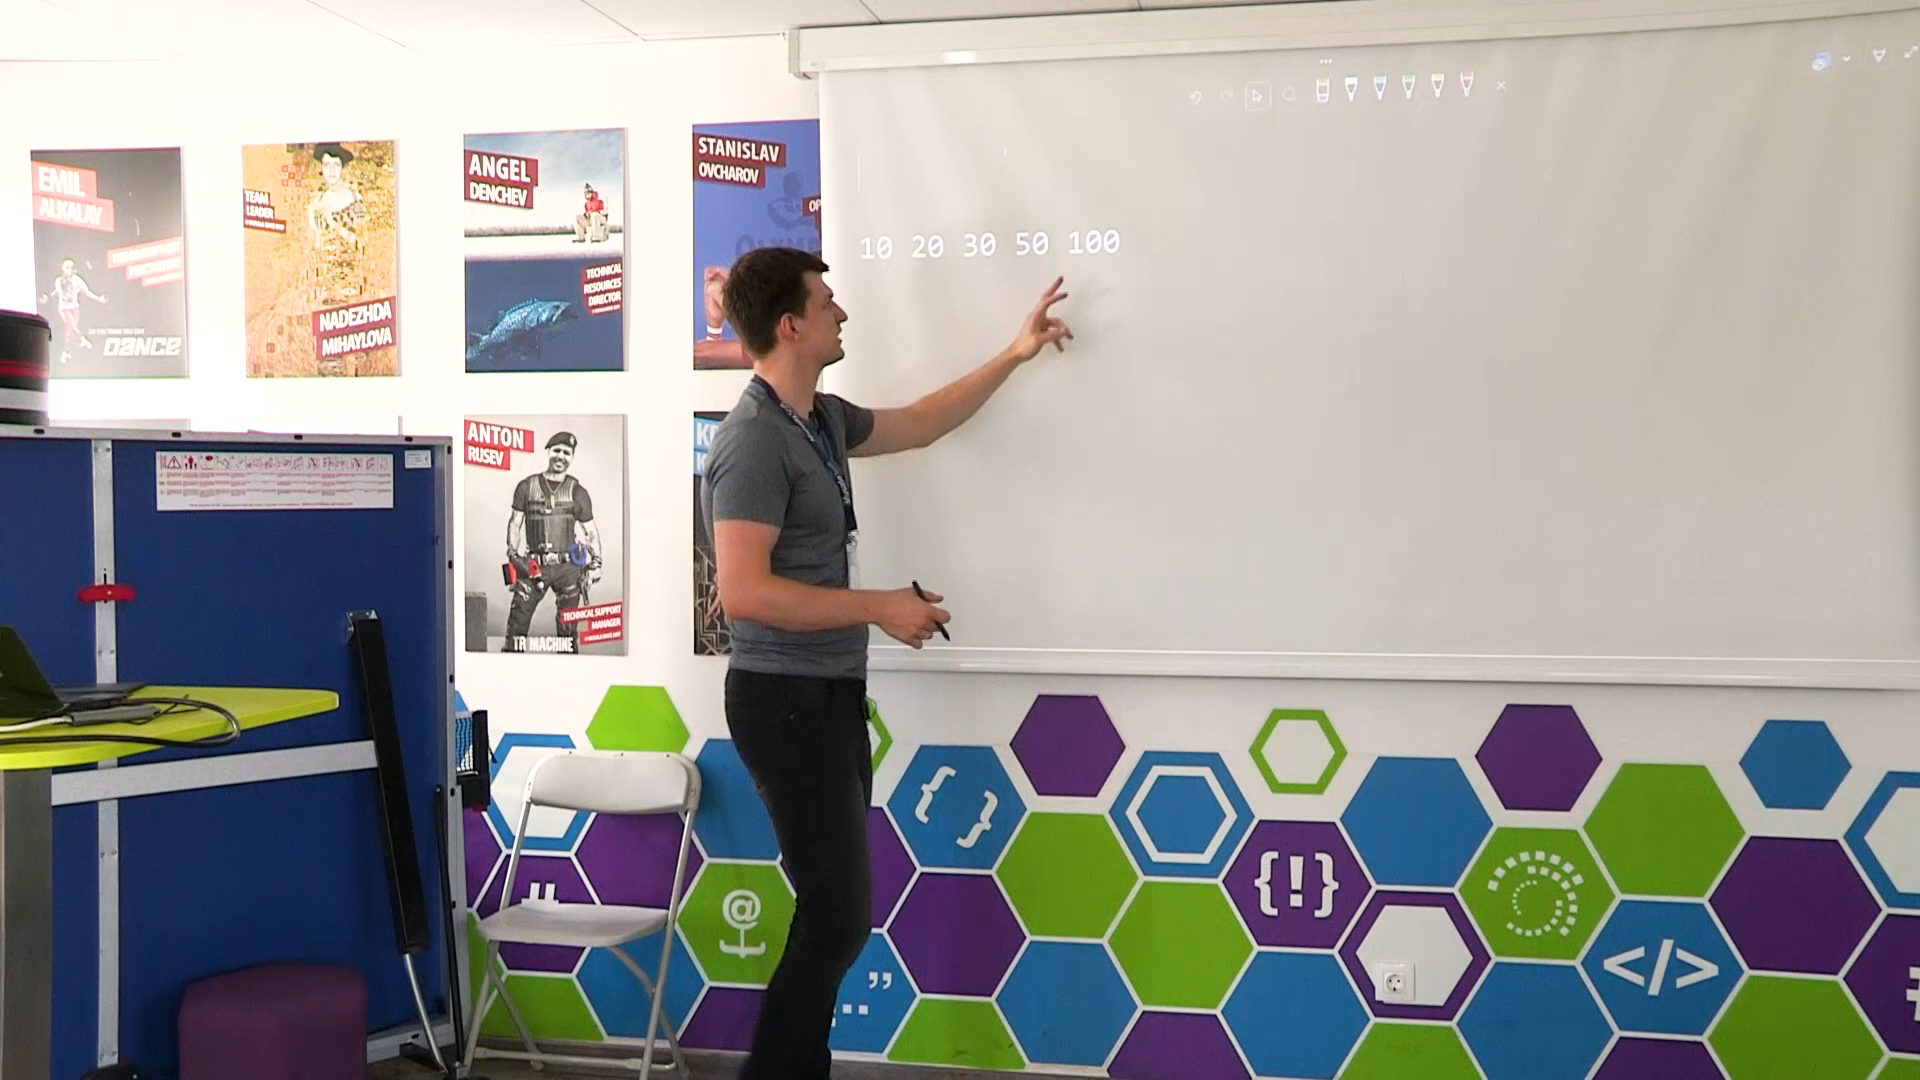 EMIL
ALKALAY
DANCE
TEAM
LEADER
NADEZHDA
MIHAYLOVA
ANGEL
DENCHEV
TECHNICAL
RESOURCES
DIRECTOR
STANISLAV
OVCHAROV
10 20 30 50 100
ANTON
RUSEV
TECHNICAL SUPPORT
MANAGER
TR MACHINE
{ }
{!}
@
"
</>
#